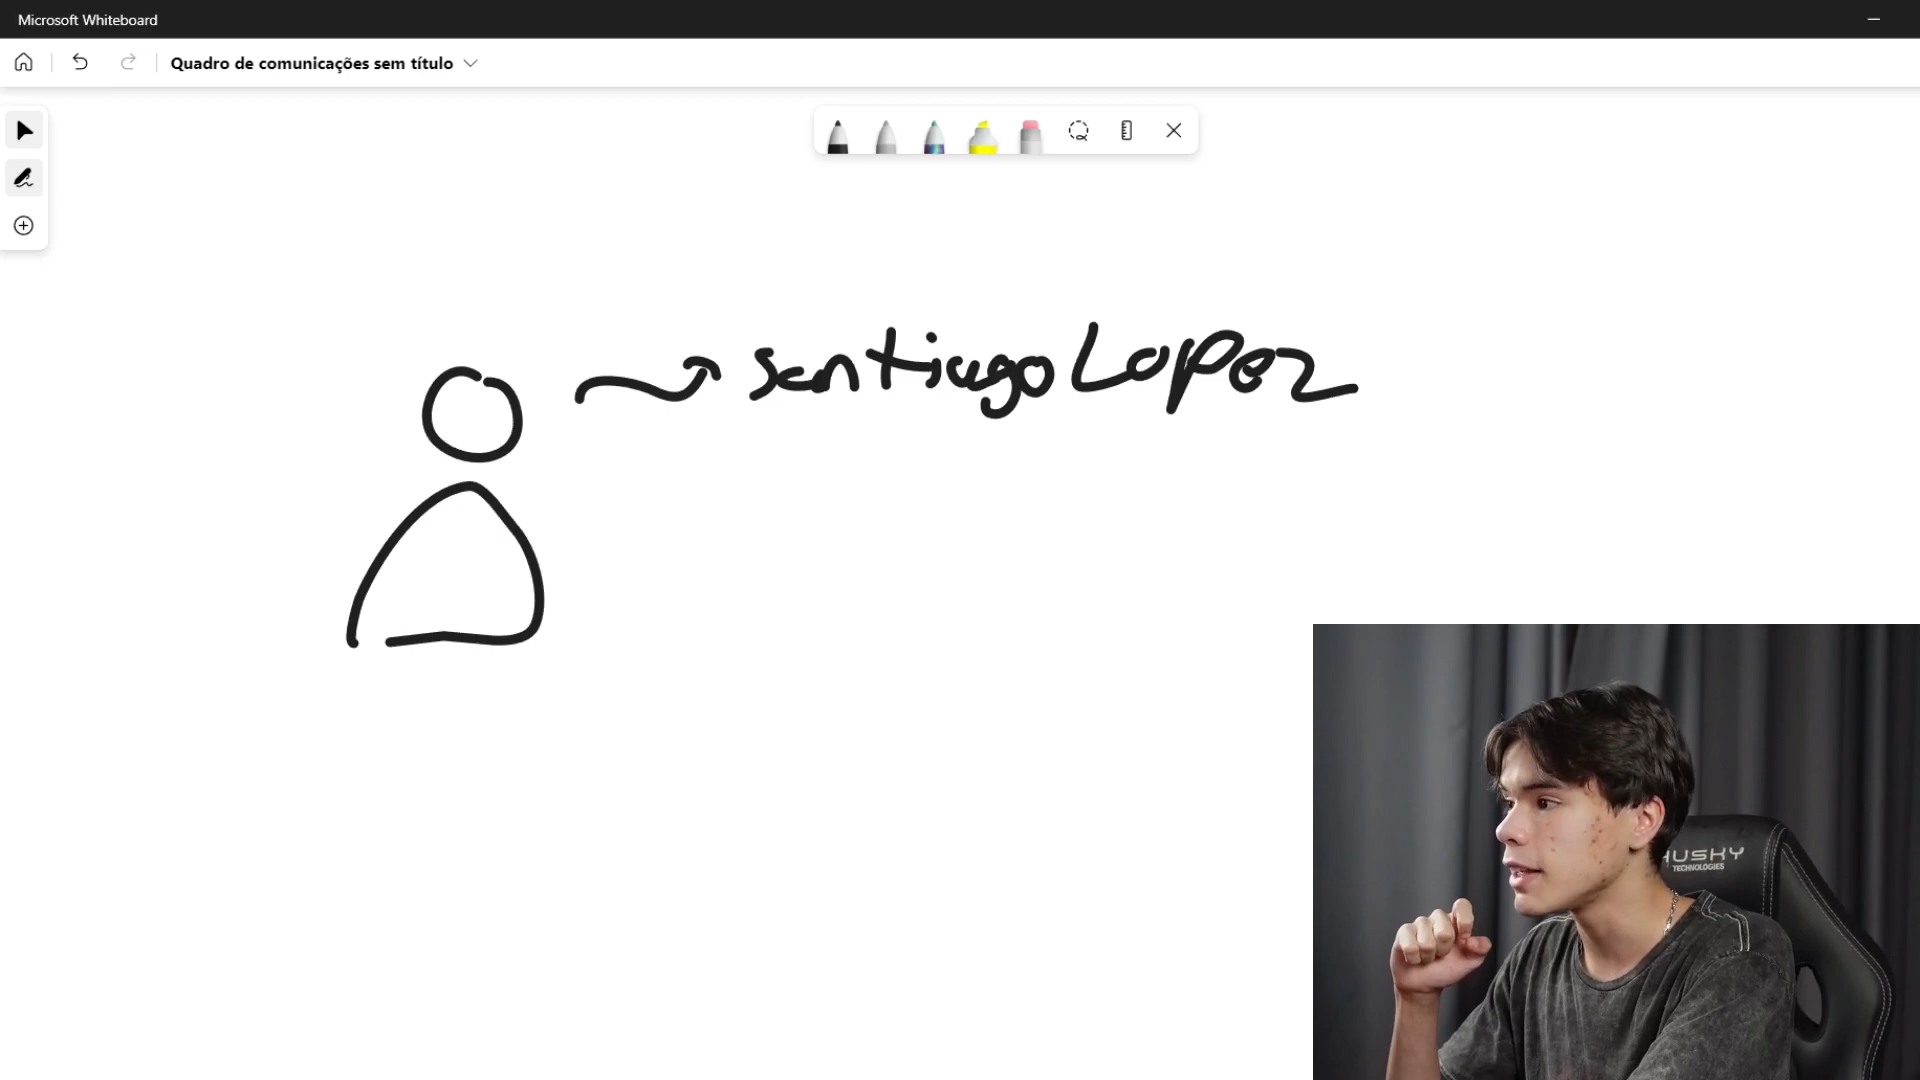 Microsoft Whiteboard
Quadro de comunicações sem título
santiago Lopez
HUSKY
TECHNOLOGIES